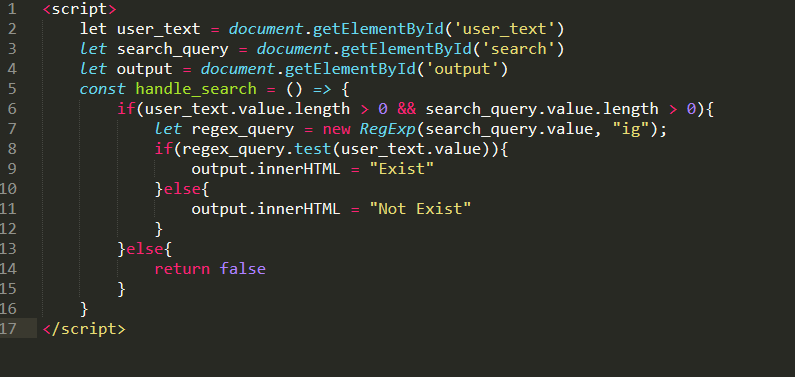 1 <script>
2 let user_text = document.getElementById('user_text')
3 let search_query = document.getElementById('search')
4 let output = document.getElementById('output')
5 const handle_search = () => {
6 if(user_text.value.length > 0 && search_query.value.length > 0){
7 let regex_query = new RegExp(search_query.value, "ig");
8 if(regex_query.test(user_text.value)){
9 output.innerHTML = "Exist"
10 }else{
11 output.innerHTML = "Not Exist"
12 }
13 }else{
14 return false
15 }
16 }
17 </script>